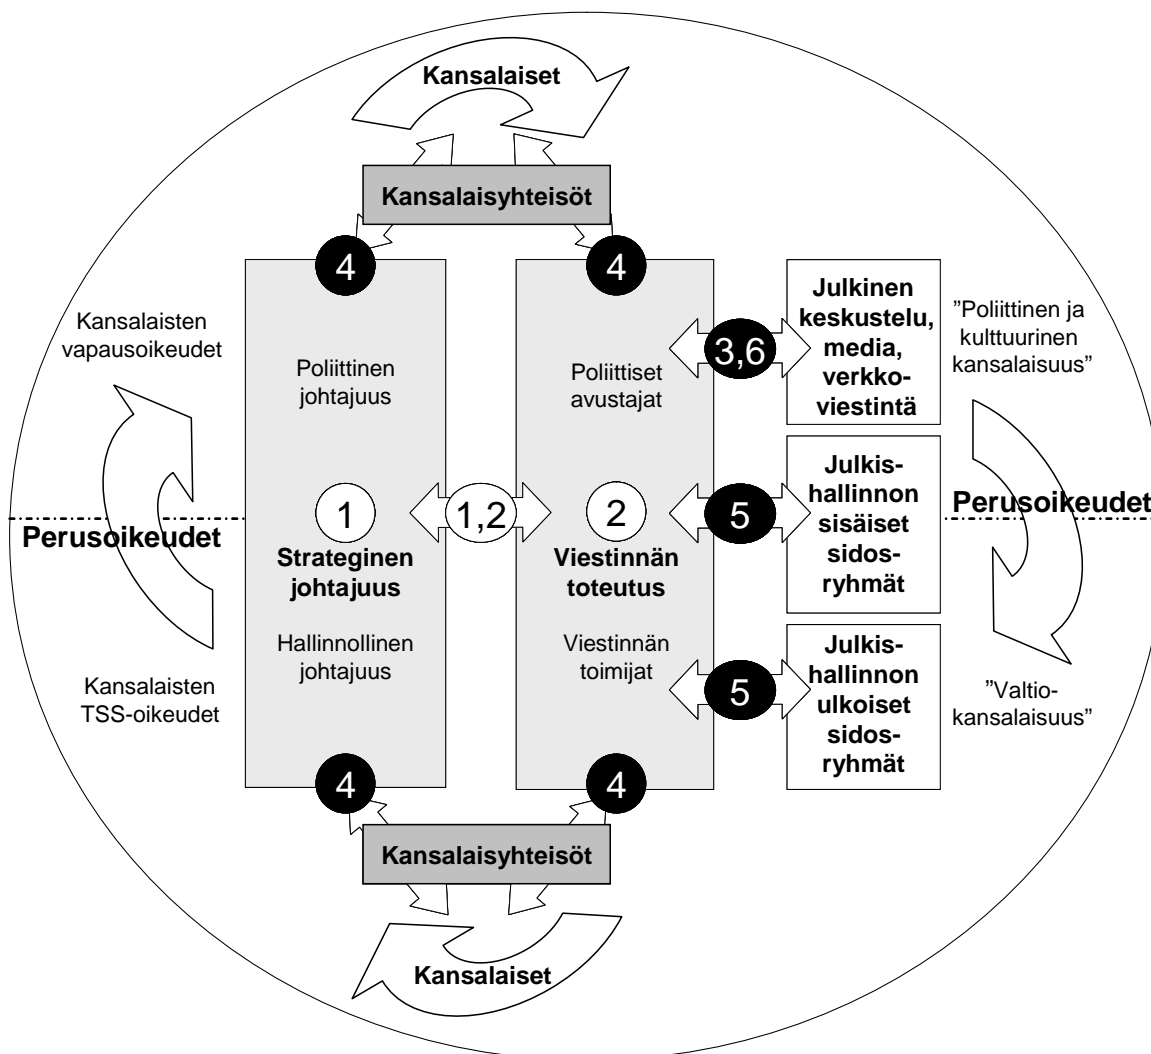 Kansalaiset
Kansalaisyhteisöt
4
4
Kansalaisten
vapausoikeudet
Poliittinen
johtajuus
Poliittiset
avustajat
3,6
Julkinen
keskustelu,
media,
verkko-
viestintä
”Poliittinen ja
kulttuurinen
kansalaisuus”
Perusoikeudet
1
Strateginen
johtajuus
1,2
2
Viestinnän
toteutus
5
Julkis-
hallinnon
sisäiset
sidos-
ryhmät
Perusoikeudet
Kansalaisten
TSS-oikeudet
Hallinnollinen
johtajuus
Viestinnän
toimijat
5
Julkis-
hallinnon
ulkoiset
sidos-
ryhmät
”Valtio-
kansalaisuus”
4
4
Kansalaisyhteisöt
Kansalaiset